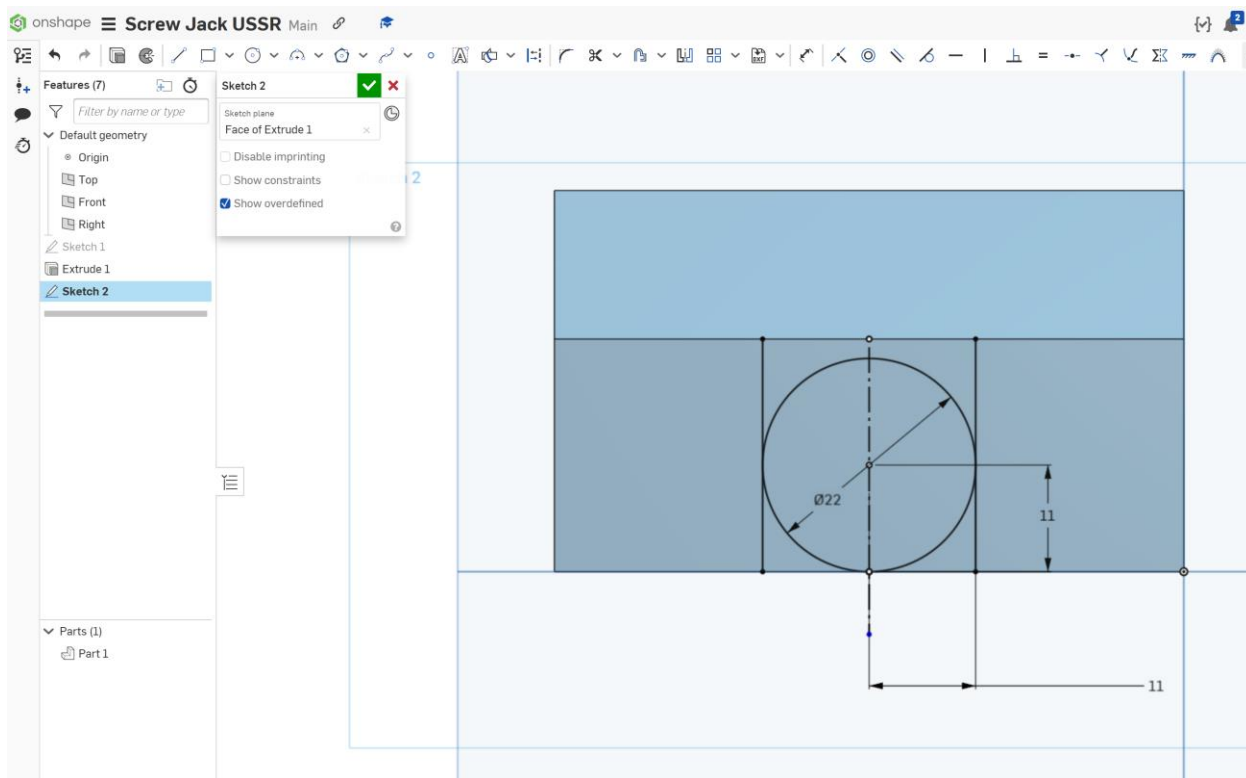 onshape Screw Jack USSR Main
2
Features (7)
Filter by name or type
Default geometry
Origin
Top
Front
Right
Sketch 1
Extrude 1
Sketch 2
Parts (1)
Part 1
Sketch 2
Sketch plane
Face of Extrude 1
Disable imprinting
Show constraints
Show overdefined
2
Ø22
11
11